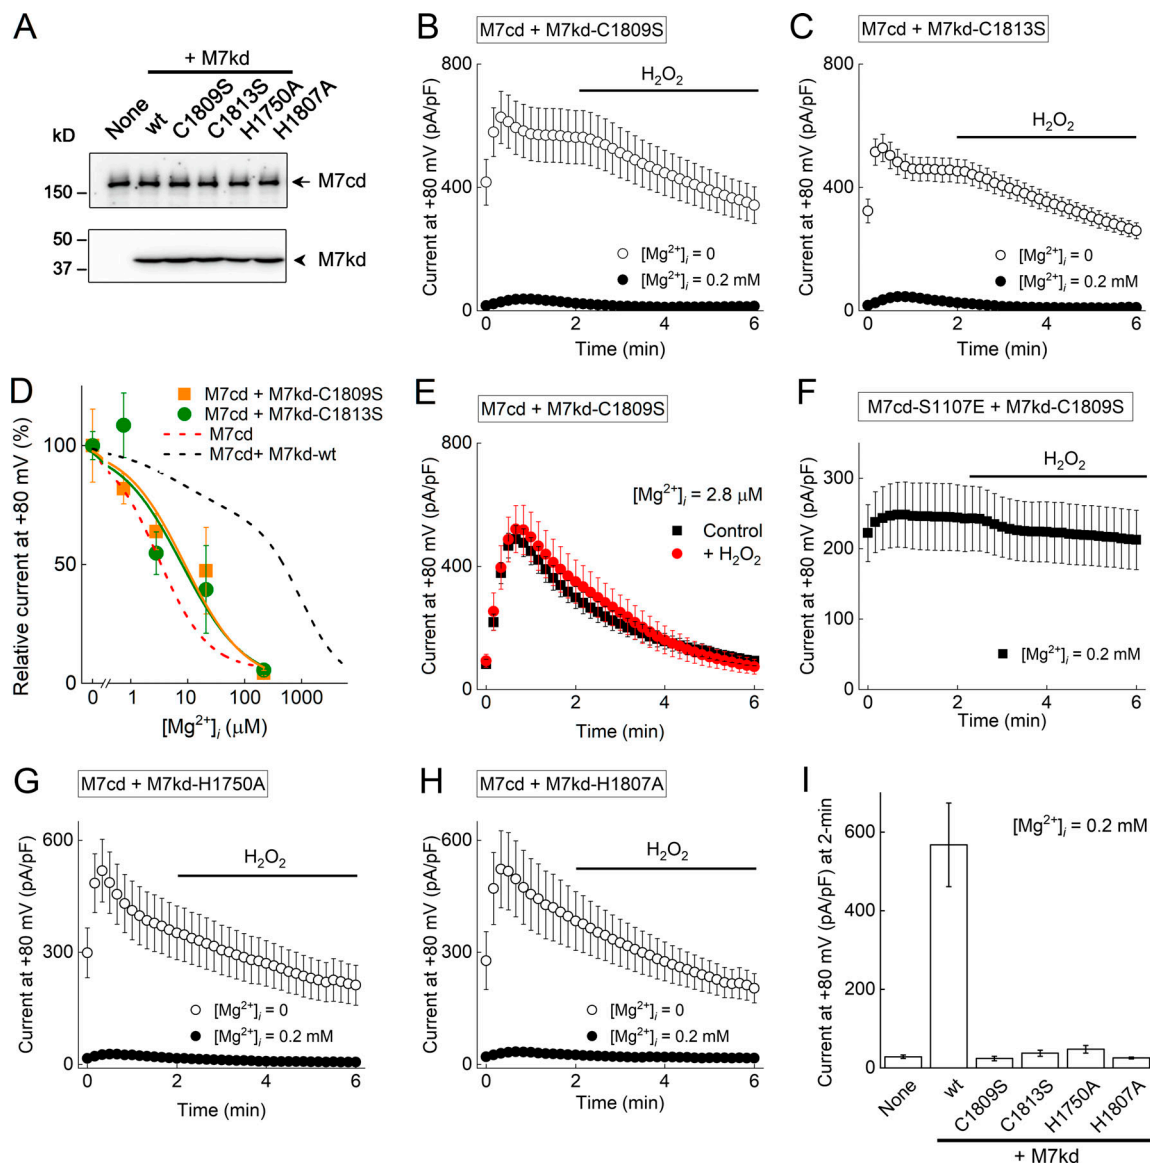 A
+ M7kd
None
wt
C1809S
C1813S
H1750A
H1807A
kD
150
M7cd
50
37
M7kd
B
M7cd + M7kd-C1809S
H₂O₂
Current at +80 mV (pA/pF)
800
400
0
[Mg²⁺]ᵢ = 0
[Mg²⁺]ᵢ = 0.2 mM
0 2 4 6
Time (min)
C
M7cd + M7kd-C1813S
H₂O₂
Current at +80 mV (pA/pF)
800
400
0
[Mg²⁺]ᵢ = 0
[Mg²⁺]ᵢ = 0.2 mM
0 2 4 6
Time (min)
D
M7cd + M7kd-C1809S
M7cd + M7kd-C1813S
M7cd
M7cd+ M7kd-wt
Relative current at +80 mV (%)
100
50
0
0 1 10 100 1000
[Mg²⁺]ᵢ (μM)
E
M7cd + M7kd-C1809S
[Mg²⁺]ᵢ = 2.8 μM
Control
+ H₂O₂
Current at +80 mV (pA/pF)
800
400
0
0 2 4 6
Time (min)
F
M7cd-S1107E + M7kd-C1809S
H₂O₂
Current at +80 mV (pA/pF)
300
200
100
0
[Mg²⁺]ᵢ = 0.2 mM
0 2 4 6
Time (min)
G
M7cd + M7kd-H1750A
H₂O₂
Current at +80 mV (pA/pF)
600
300
0
[Mg²⁺]ᵢ = 0
[Mg²⁺]ᵢ = 0.2 mM
0 2 4 6
Time (min)
H
M7cd + M7kd-H1807A
H₂O₂
Current at +80 mV (pA/pF)
600
300
0
[Mg²⁺]ᵢ = 0
[Mg²⁺]ᵢ = 0.2 mM
0 2 4 6
Time (min)
I
[Mg²⁺]ᵢ = 0.2 mM
Current at +80 mV (pA/pF) at 2-min
600
400
200
0
None
wt
C1809S
C1813S
H1750A
H1807A
+ M7kd